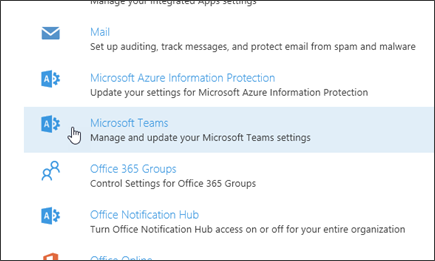 Manage your Integrated Apps settings
Mail
Set up auditing, track messages, and protect email from spam and malware
Microsoft Azure Information Protection
Update your settings for Microsoft Azure Information Protection
Microsoft Teams
Manage and update your Microsoft Teams settings
Office 365 Groups
Control Settings for Office 365 Groups
Office Notification Hub
Turn Office Notification Hub access on or off for your entire organization
Office Online